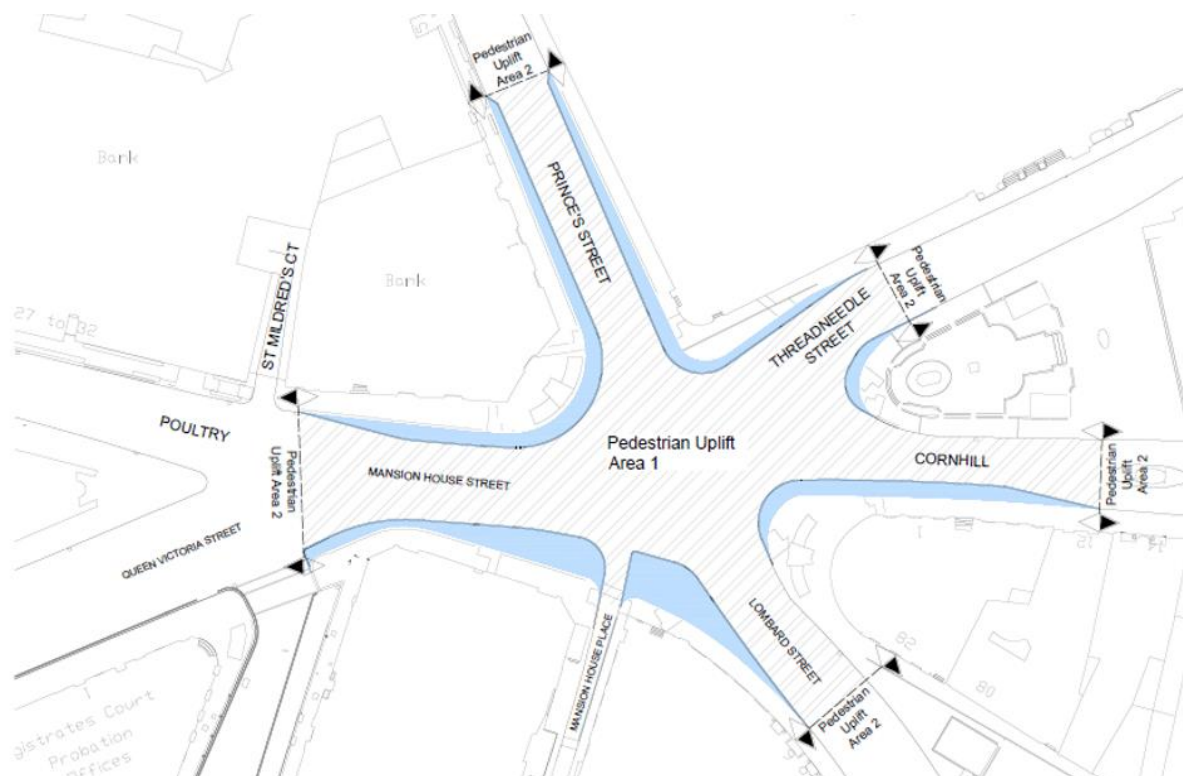 Pedestrian
Uplift
Area 2
Bank
PRINCE'S STREET
ST MILDRED'S CT
Bank
Pedestrian
Uplift
Area 2
27 to 32
THREADNEEDLE
STREET
POULTRY
Pedestrian
Uplift Area 2
MANSION HOUSE STREET
Pedestrian Uplift
Area 1
CORNHILL
Pedestrian
Uplift
Area 2
QUEEN VICTORIA STREET
MANSION HOUSE PLACE
LOMBARD STREET
82
80
Pedestrian
Uplift
Area 2
1
1
gistrates Court
Probation
Offices